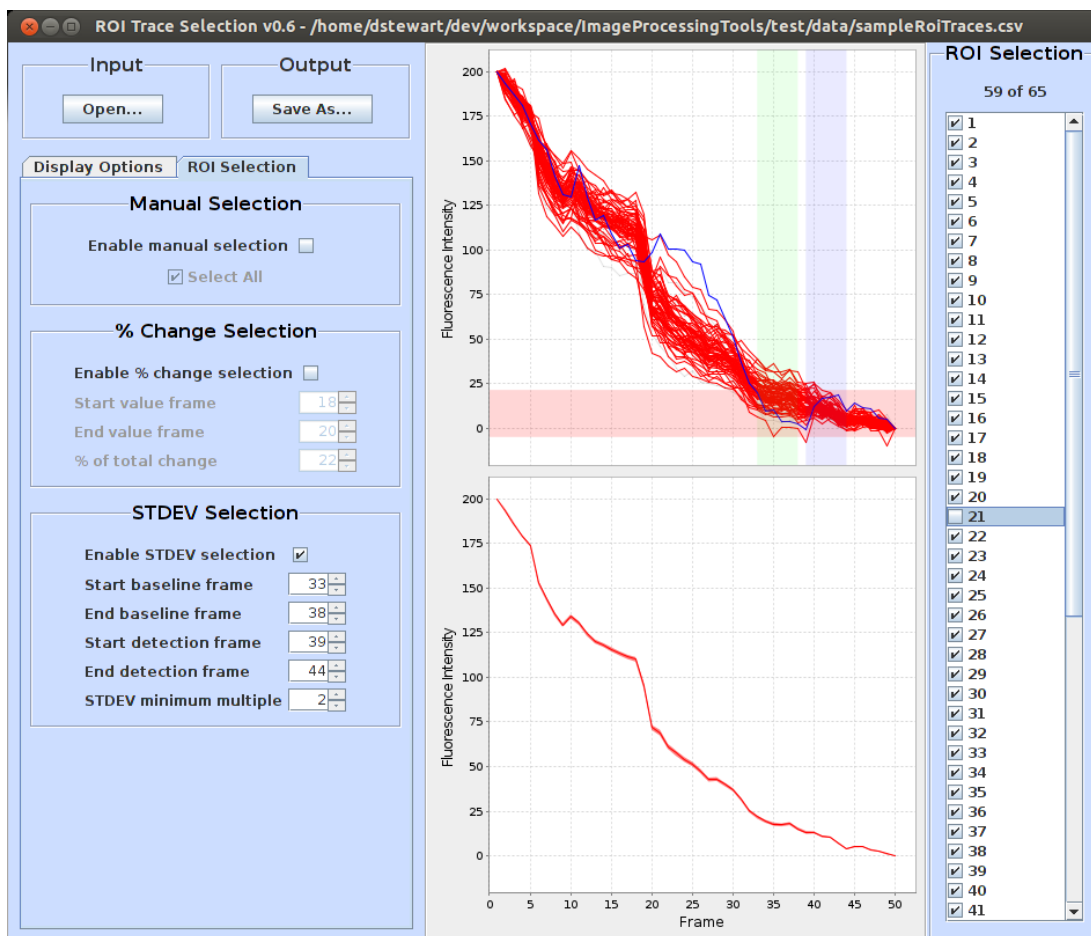 ROI Trace Selection v0.6 - /home/dstewart/dev/workspace/ImageProcessingTools/test/data/sampleRoiTraces.csv
Input
Open...
Output
Save As...
Display Options
ROI Selection
Manual Selection
Enable manual selection
Select All
% Change Selection
Enable % change selection
Start value frame 18
End value frame 20
% of total change 22
STDEV Selection
Enable STDEV selection
Start baseline frame 33
End baseline frame 38
Start detection frame 39
End detection frame 44
STDEV minimum multiple 2
Fluorescence Intensity
200
175
150
125
100
75
50
25
0
Fluorescence Intensity
200
175
150
125
100
75
50
25
0
0 5 10 15 20 25 30 35 40 45 50
Frame
ROI Selection
59 of 65
1
2
3
4
5
6
7
8
9
10
11
12
13
14
15
16
17
18
19
20
21
22
23
24
25
26
27
28
29
30
31
32
33
34
35
36
37
38
39
40
41